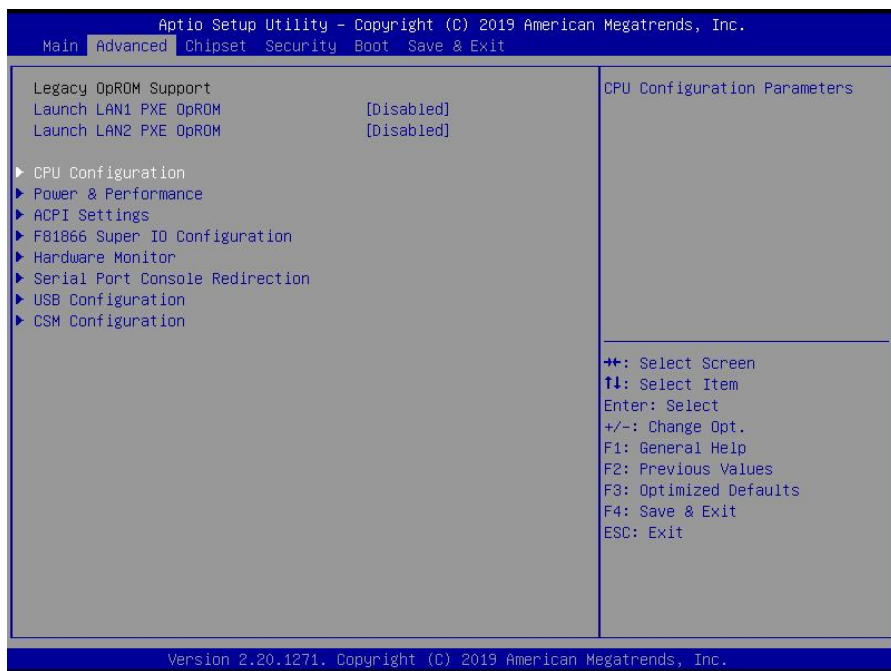 Aptio Setup Utility – Copyright (C) 2019 American Megatrends, Inc.
Main Advanced Chipset Security Boot Save & Exit
Legacy OpROM Support
Launch LAN1 PXE OpROM [Disabled]
Launch LAN2 PXE OpROM [Disabled]
CPU Configuration
Power & Performance
ACPI Settings
F81866 Super IO Configuration
Hardware Monitor
Serial Port Console Redirection
USB Configuration
CSM Configuration
CPU Configuration Parameters
→←: Select Screen
↑↓: Select Item
Enter: Select
+/-: Change Opt.
F1: General Help
F2: Previous Values
F3: Optimized Defaults
F4: Save & Exit
ESC: Exit
Version 2.20.1271. Copyright (C) 2019 American Megatrends, Inc.